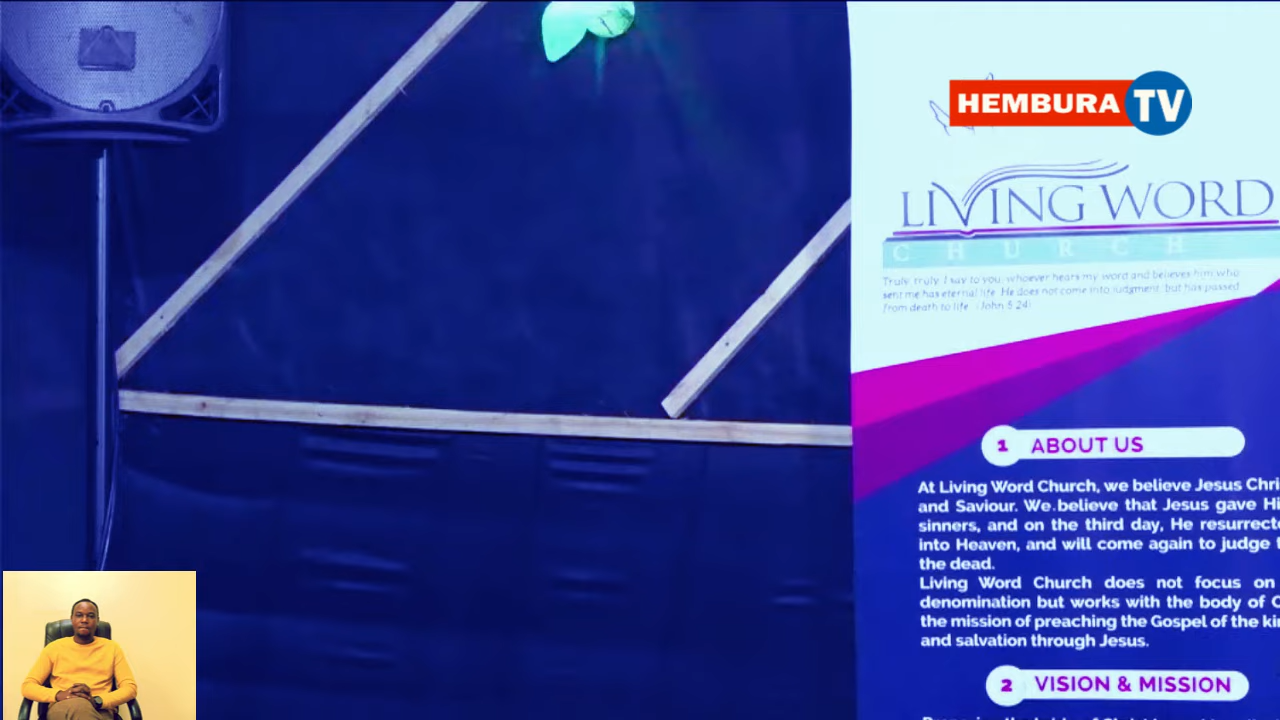 HEMBURA TV
LIVING WORD
CHURCH
Truly, truly, I say to you, whoever hears my word and believes him who
sent me has eternal life. He does not come into judgment, but has passed
from death to life. (John 5:24)
1 ABOUT US
At Living Word Church, we believe Jesus Chri
and Saviour. We believe that Jesus gave Hi
sinners, and on the third day, He resurrect
into Heaven, and will come again to judge t
the dead.
Living Word Church does not focus on
denomination but works with the body of C
the mission of preaching the Gospel of the ki
and salvation through Jesus.
2 VISION & MISSION